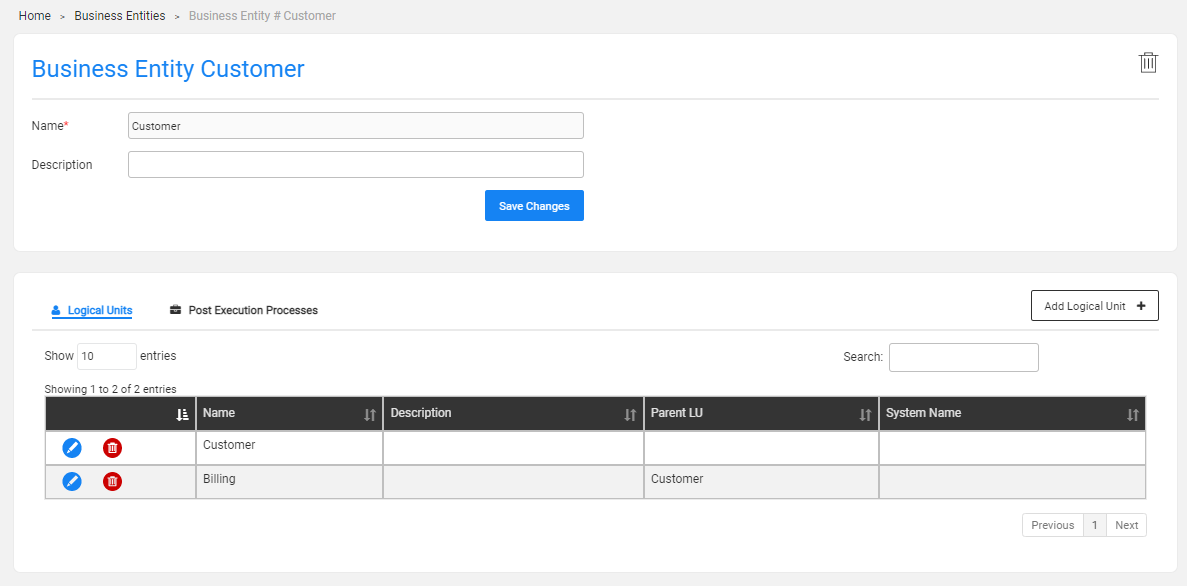 Home > Business Entities > Business Entity # Customer
Business Entity Customer
Name* Customer
Description
Save Changes
Logical Units Post Execution Processes Add Logical Unit +
Show 10 entries Search:
Showing 1 to 2 of 2 entries
Name Description Parent LU System Name
Customer
Billing Customer
Previous 1 Next